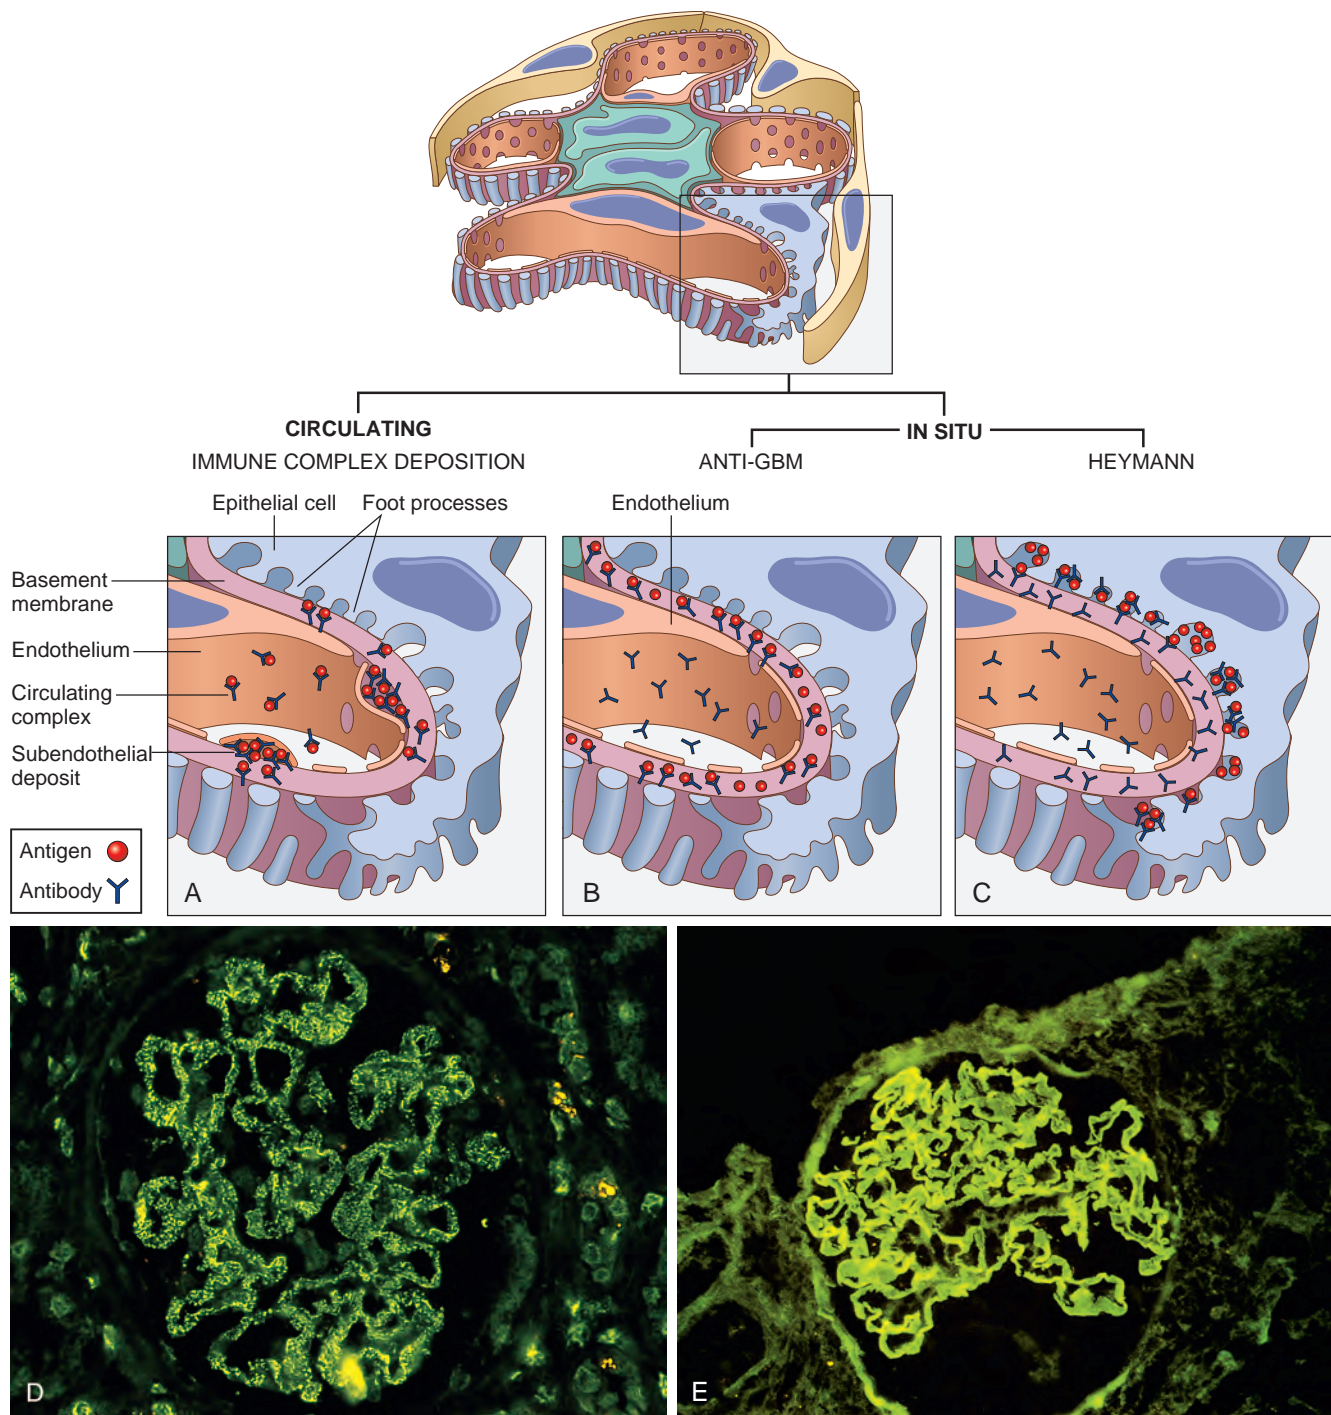 CIRCULATING
IMMUNE COMPLEX DEPOSITION
IN SITU
ANTI-GBM
HEYMANN
Epithelial cell
Foot processes
Endothelium
Basement
membrane
Endothelium
Circulating
complex
Subendothelial
deposit
Antigen
Antibody
A
B
C
D
E